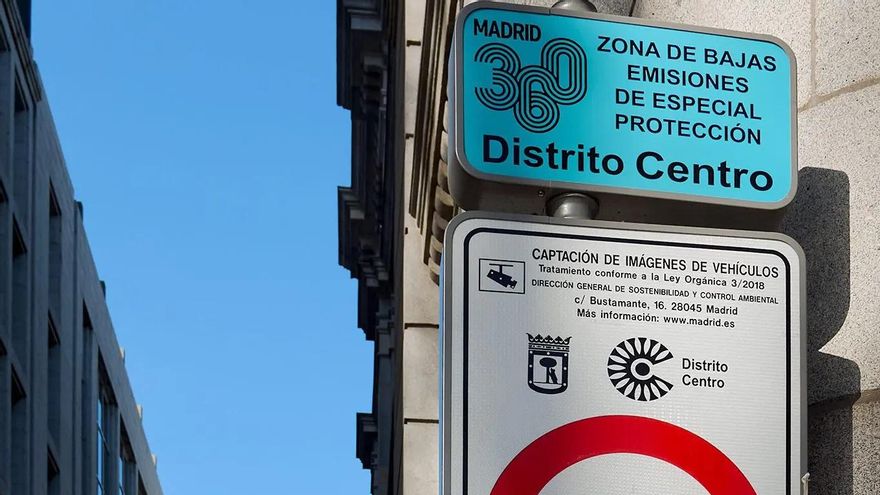 MADRID
360
ZONA DE BAJAS
EMISIONES
DE ESPECIAL
PROTECCIÓN
Distrito Centro
CAPTACIÓN DE IMÁGENES DE VEHÍCULOS
Tratamiento conforme a la Ley Orgánica 3/2018
DIRECCIÓN GENERAL DE SOSTENIBILIDAD Y CONTROL AMBIENTAL
c/ Bustamante, 16. 28045 Madrid
Más información: www.madrid.es
Distrito
Centro